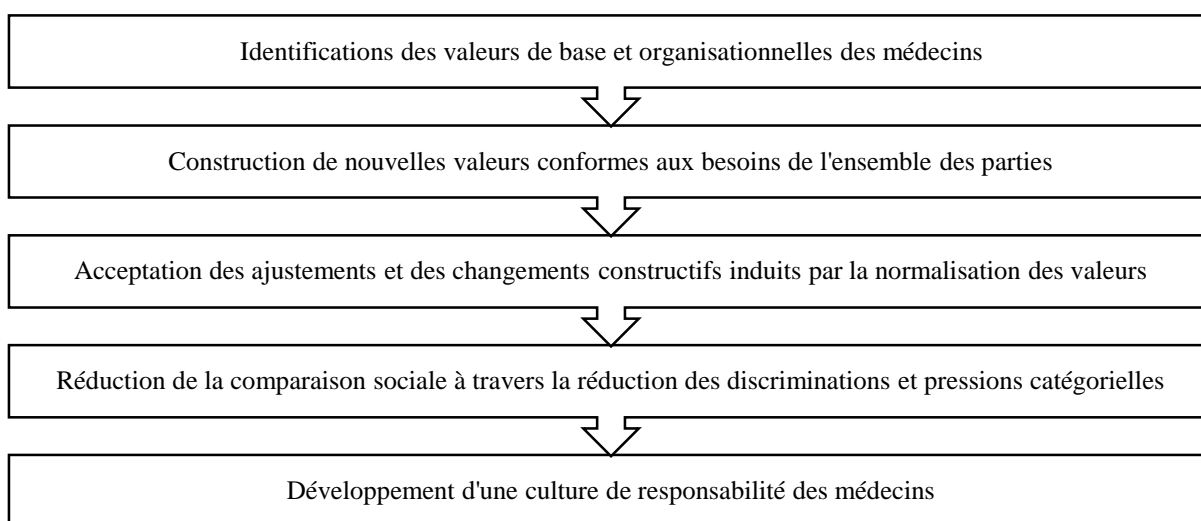 Identifications des valeurs de base et organisationnelles des médecins
Construction de nouvelles valeurs conformes aux besoins de l'ensemble des parties
Acceptation des ajustements et des changements constructifs induit par la normalisation des valeurs
Réduction de la comparaison sociale à travers la réduction des discriminations et pressions catégorielles
Développement d'une culture de responsabilité des médecins